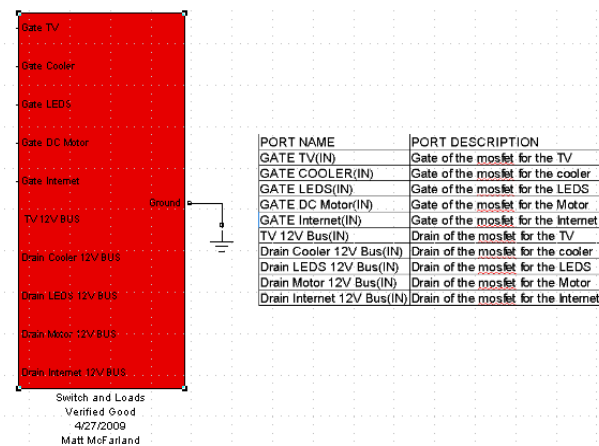 Gate TV
Gate Cooler
Gate LEDS
Gate DC Motor
Gate Internet
Ground
TV 12V BUS
Drain Cooler 12V BUS
Drain LEDS 12V BUS
Drain Motor 12V BUS
Drain Internet 12V BUS
Switch and Loads
Verified Good
4/27/2009
Matt McFarland
PORT NAME PORT DESCRIPTION
GATE TV(IN) Gate of the mosfet for the TV
GATE COOLER(IN) Gate of the mosfet for the cooler
GATE LEDS(IN) Gate of the mosfet for the LEDS
GATE DC Motor(IN) Gate of the mosfet for the Motor
GATE Internet(IN) Gate of the mosfet for the Internet
TV 12V Bus(IN) Drain of the mosfet for the TV
Drain Cooler 12V Bus(IN) Drain of the mosfet for the cooler
Drain LEDS 12V Bus(IN) Drain of the mosfet for the LEDS
Drain Motor 12V Bus(IN) Drain of the mosfet for the Motor
Drain Internet 12V Bus(IN) Drain of the mosfet for the Internet